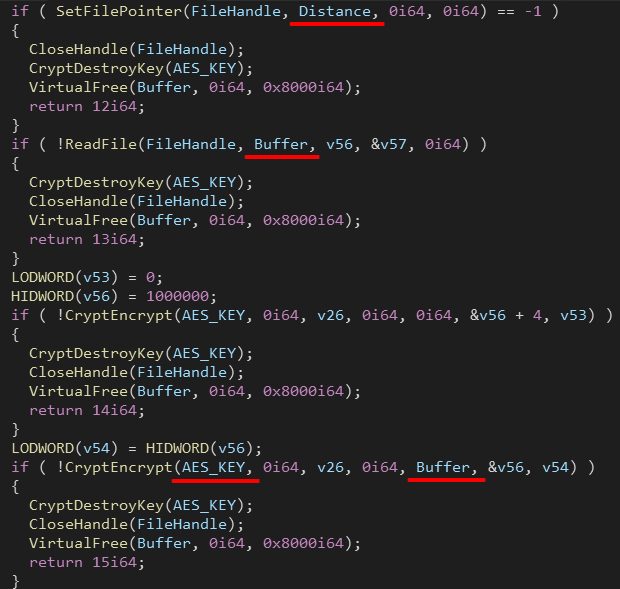 if ( SetFilePointer(FileHandle, Distance, 0i64, 0i64) == -1 )
{
  CloseHandle(FileHandle);
  CryptDestroyKey(AES_KEY);
  VirtualFree(Buffer, 0i64, 0x8000i64);
  return 12i64;
}
if ( !ReadFile(FileHandle, Buffer, v56, &v57, 0i64) )
{
  CryptDestroyKey(AES_KEY);
  CloseHandle(FileHandle);
  VirtualFree(Buffer, 0i64, 0x8000i64);
  return 13i64;
}
LODWORD(v53) = 0;
HIDWORD(v56) = 1000000;
if ( !CryptEncrypt(AES_KEY, 0i64, v26, 0i64, 0i64, &v56 + 4, v53) )
{
  CryptDestroyKey(AES_KEY);
  CloseHandle(FileHandle);
  VirtualFree(Buffer, 0i64, 0x8000i64);
  return 14i64;
}
LODWORD(v54) = HIDWORD(v56);
if ( !CryptEncrypt(AES_KEY, 0i64, v26, 0i64, Buffer, &v56, v54) )
{
  CryptDestroyKey(AES_KEY);
  CloseHandle(FileHandle);
  VirtualFree(Buffer, 0i64, 0x8000i64);
  return 15i64;
}